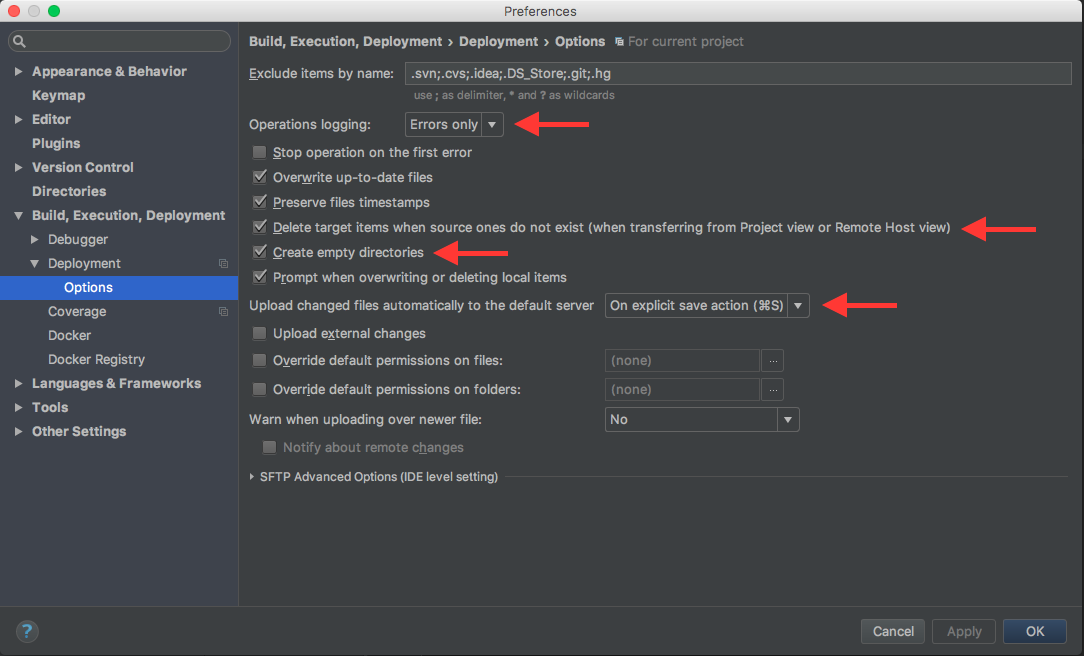 Preferences
Appearance & Behavior
Keymap
Editor
Plugins
Version Control
Directories
Build, Execution, Deployment
Debugger
Deployment
Options
Coverage
Docker
Docker Registry
Languages & Frameworks
Tools
Other Settings
Build, Execution, Deployment › Deployment › Options For current project
Exclude items by name: .svn;.cvs;.idea;.DS_Store;.git;.hg
use ; as delimiter, * and ? as wildcards
Operations logging: Errors only
Stop operation on the first error
Overwrite up-to-date files
Preserve files timestamps
Delete target items when source ones do not exist (when transferring from Project view or Remote Host view)
Create empty directories
Prompt when overwriting or deleting local items
Upload changed files automatically to the default server On explicit save action (⌘S)
Upload external changes
Override default permissions on files: (none) ...
Override default permissions on folders: (none) ...
Warn when uploading over newer file: No
Notify about remote changes
SFTP Advanced Options (IDE level setting)
? Cancel Apply OK